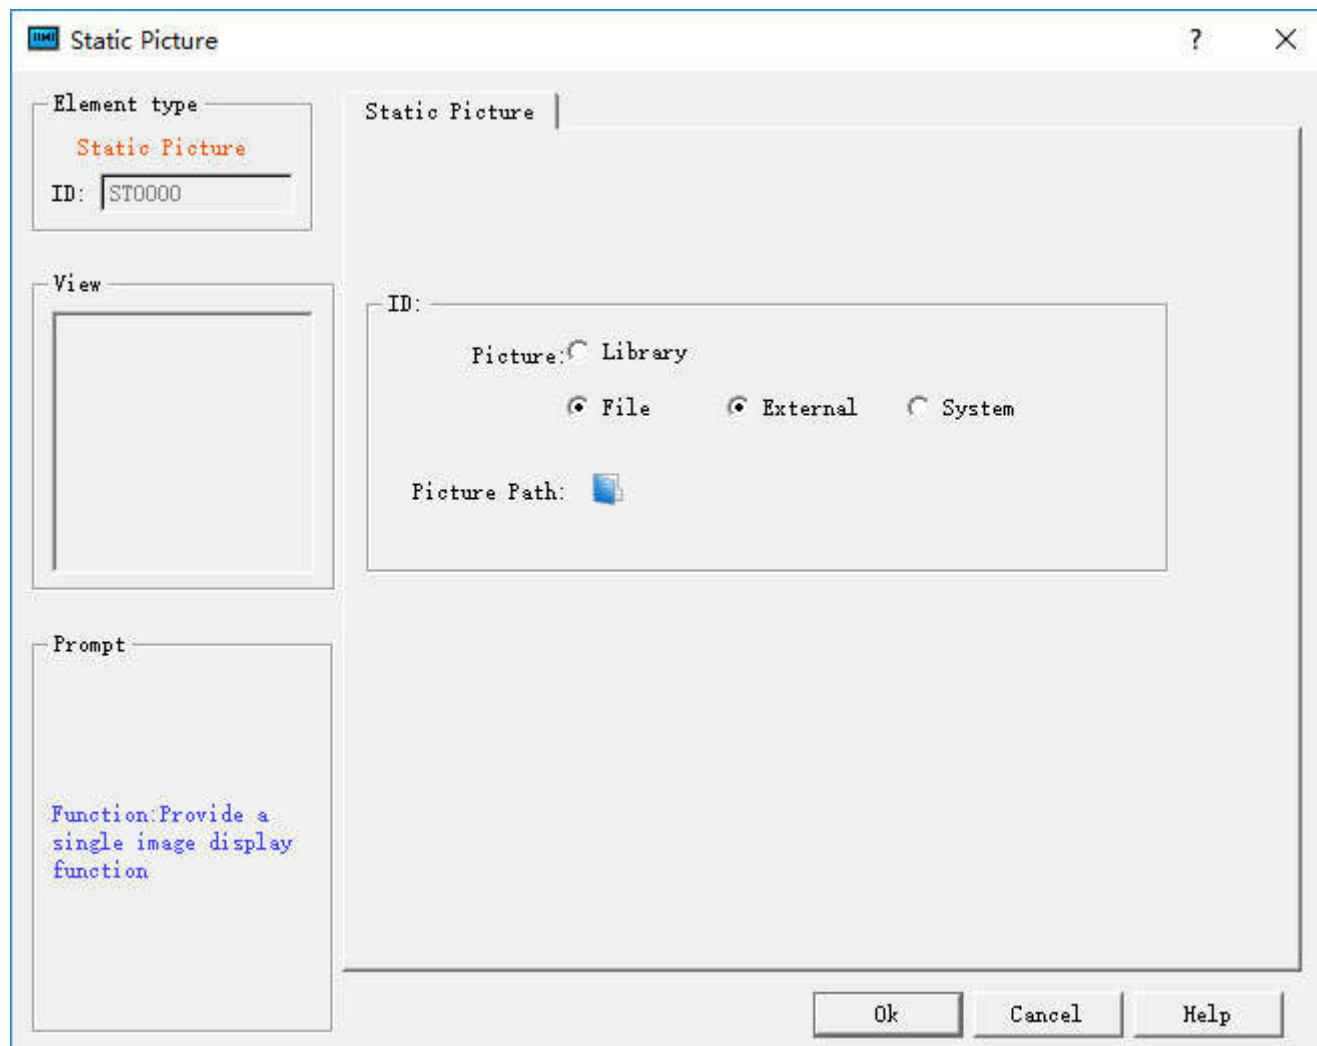 Static Picture
Element type
Static Picture
ID: ST0000
View
Prompt
Function:Provide a
single image display
function
Static Picture
ID:
Picture: Library
File External System
Picture Path:
Ok Cancel Help